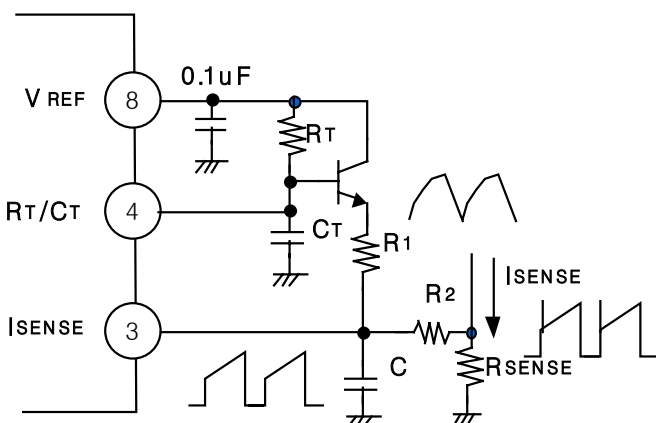 0.1uF
VREF 8
RT
RT/CT 4
CT
R1
R2
ISENSE
ISENSE 3
C
RSENSE